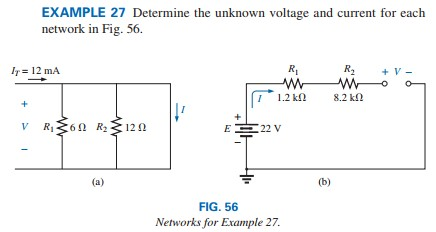 EXAMPLE 27 Determine the unknown voltage and current for each
network in Fig. 56.
I_T = 12 mA
+
V R₁ 6 Ω R₂ 12 Ω
–
I
(a)
R₁ R₂ + V –
I 1.2 kΩ 8.2 kΩ
+
E 22 V
–
(b)
FIG. 56
Networks for Example 27.